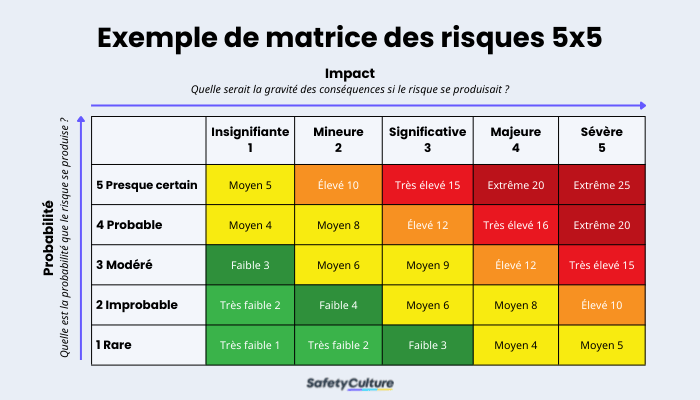 Exemple de matrice des risques 5x5
Impact
Quelle serait la gravité des conséquences si le risque se produisait ?
Probabilité
Quelle est la probabilité que le risque se produise ?
Insignifiante 1
Mineure 2
Significative 3
Majeure 4
Sévère 5
5 Presque certain
Moyen 5
Élevé 10
Très élevé 15
Extrême 20
Extrême 25
4 Probable
Moyen 4
Moyen 8
Élevé 12
Très élevé 16
Extrême 20
3 Modéré
Faible 3
Moyen 6
Moyen 9
Élevé 12
Très élevé 15
2 Improbable
Très faible 2
Faible 4
Moyen 6
Moyen 8
Élevé 10
1 Rare
Très faible 1
Très faible 2
Faible 3
Moyen 4
Moyen 5
SafetyCulture